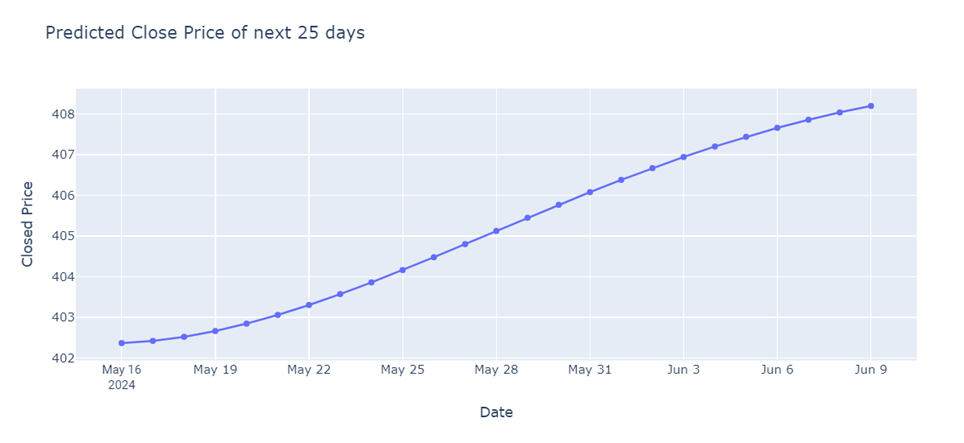 Predicted Close Price of next 25 days
408
407
406
405
404
403
402
Closed Price
May 16
2024
May 19
May 22
May 25
May 28
May 31
Jun 3
Jun 6
Jun 9
Date